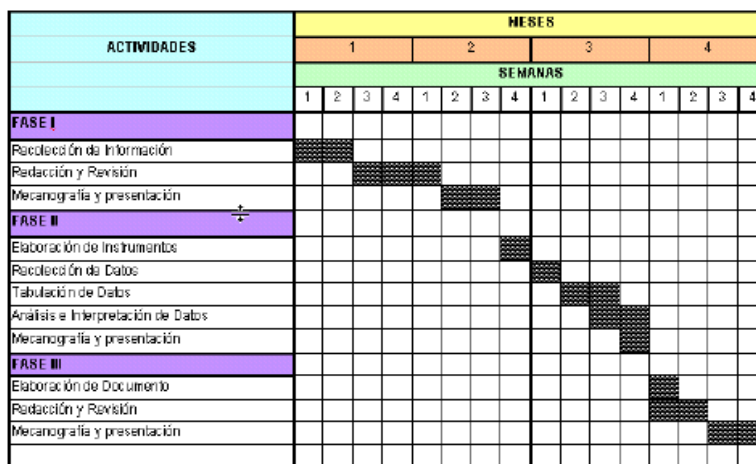 MESES
ACTIVIDADES
1 2 3 4
SEMANAS
1 2 3 4 1 2 3 4 1 2 3 4 1 2 3 4
FASE I
Recolección de Información
Redacción y Revisión
Mecanografía y presentación
FASE II
Elaboración de Instrumentos
Recolección de Datos
Tabulación de Datos
Análisis e Interpretación de Datos
Mecanografía y presentación
FASE III
Elaboración de Documento
Redacción y Revisión
Mecanografía y presentación